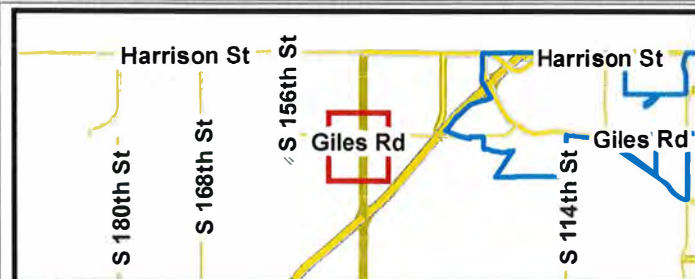 Harrison St
Harrison St
S 156th St
Giles Rd
Giles Rd
S 180th St
S 168th St
S 114th St